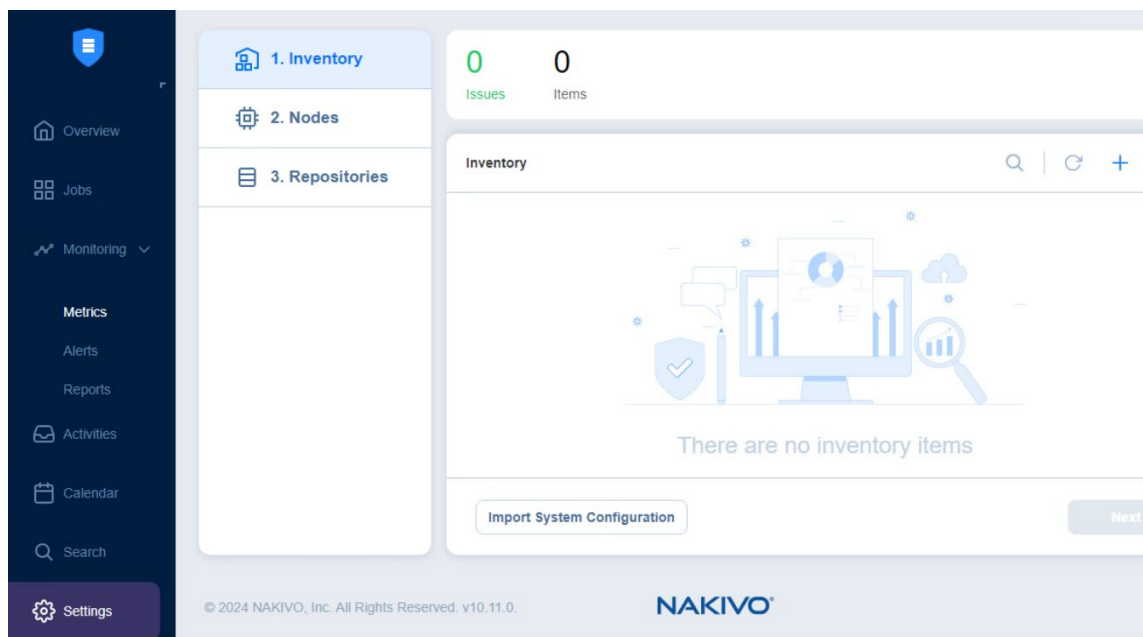 Overview
Jobs
Monitoring
Metrics
Alerts
Reports
Activities
Calendar
Search
Settings
1. Inventory
2. Nodes
3. Repositories
0
Issues
0
Items
Inventory
There are no inventory items
Import System Configuration
Next
© 2024 NAKIVO, Inc. All Rights Reserved. v10.11.0.
NAKIVO®